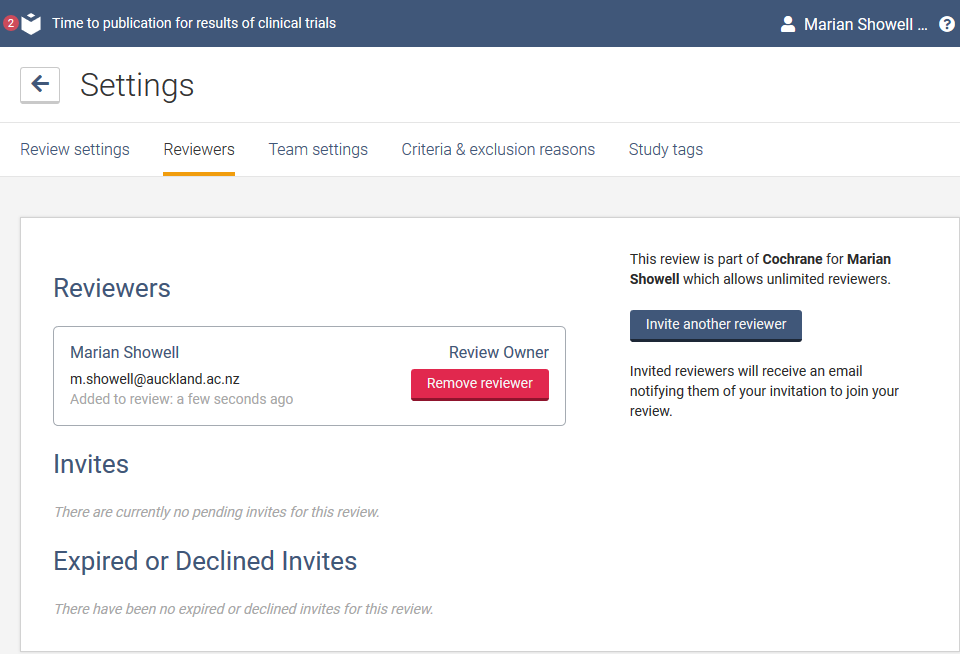 2
Time to publication for results of clinical trials
Marian Showell ...
?
Settings
Review settings
Reviewers
Team settings
Criteria & exclusion reasons
Study tags
Reviewers
Marian Showell
Review Owner
m.showell@auckland.ac.nz
Added to review: a few seconds ago
Remove reviewer
Invites
There are currently no pending invites for this review.
Expired or Declined Invites
There have been no expired or declined invites for this review.
This review is part of Cochrane for Marian
Showell which allows unlimited reviewers.
Invite another reviewer
Invited reviewers will receive an email
notifying them of your invitation to join your
review.